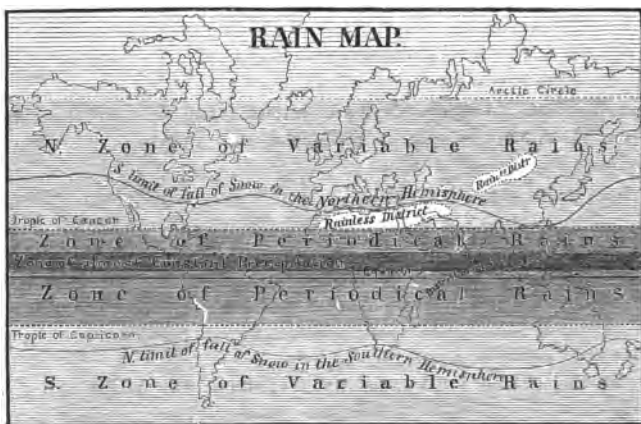 RAIN MAP.
Arctic Circle
N. Zone of Variable Rains
S. limit of fall of Snow in the Northern Hemisphere
Rainless District
Tropic of Cancer
Zone of Periodical Rains
Zone of almost Constant Precipitation
Zone of Periodical Rains
Tropic of Capricorn
N. limit of fall of Snow in the Southern Hemisphere
S. Zone of Variable Rains